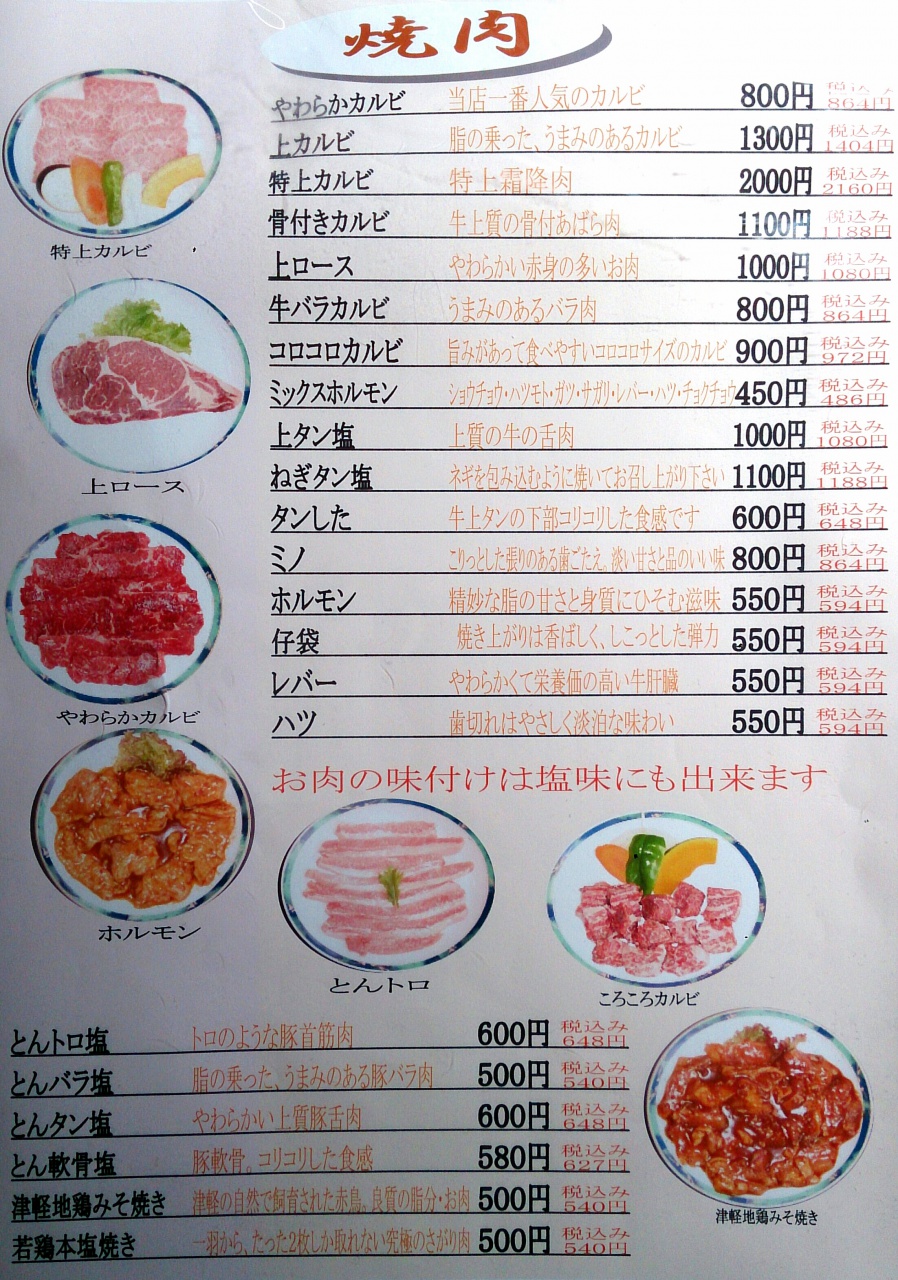 焼肉
やわらかカルビ 当店一番人気のカルビ 800円 税込み 864円
上カルビ 脂の乗った、うまみのあるカルビ 1300円 税込み 1404円
特上カルビ 特上霜降肉 2000円 税込み 2160円
骨付きカルビ 牛上質の骨付あばら肉 1100円 税込み 1188円
上ロース やわらかい赤身の多いお肉 1000円 税込み 1080円
牛バラカルビ うまみのあるバラ肉 800円 税込み 864円
コロコロカルビ 旨みがあって食べやすいコロコロサイズのカルビ 900円 税込み 972円
ミックスホルモン ショウチョウ・ハツモト・ガツ・サガリ・レバー・ハツ・チョクチョウ 450円 税込み 486円
上タン塩 上質の牛の舌肉 1000円 税込み 1080円
ねぎタン塩 ネギを包み込むように焼いてお召し上がり下さい 1100円 税込み 1188円
タンした 牛上タンの下部コリコリした食感です 600円 税込み 648円
ミノ こりっとした張りのある歯ごたえ。淡い甘さと品のいい味 800円 税込み 864円
ホルモン 精妙な脂の甘さと身質にひそむ滋味 550円 税込み 594円
仔袋 焼き上がりは香ばしく、しこっとした弾力 550円 税込み 594円
レバー やわらかくて栄養価の高い牛肝臓 550円 税込み 594円
ハツ 歯切れはやさしく淡泊な味わい 550円 税込み 594円
お肉の味付けは塩味にも出来ます
特上カルビ
上ロース
やわらかカルビ
ホルモン
とんトロ
ころころカルビ
とんトロ塩 トロのような豚首筋肉 600円 税込み 648円
とんバラ塩 脂の乗った、うまみのある豚バラ肉 500円 税込み 540円
とんタン塩 やわらかい上質豚舌肉 600円 税込み 648円
とん軟骨塩 豚軟骨。コリコリした食感 580円 税込み 627円
津軽地鶏みそ焼き 津軽の自然で飼育された赤鳥。良質の脂分・お肉 500円 税込み 540円
若鶏本塩焼き 一羽から、たった2枚しか取れない究極のさがり肉 500円 税込み 540円
津軽地鶏みそ焼き